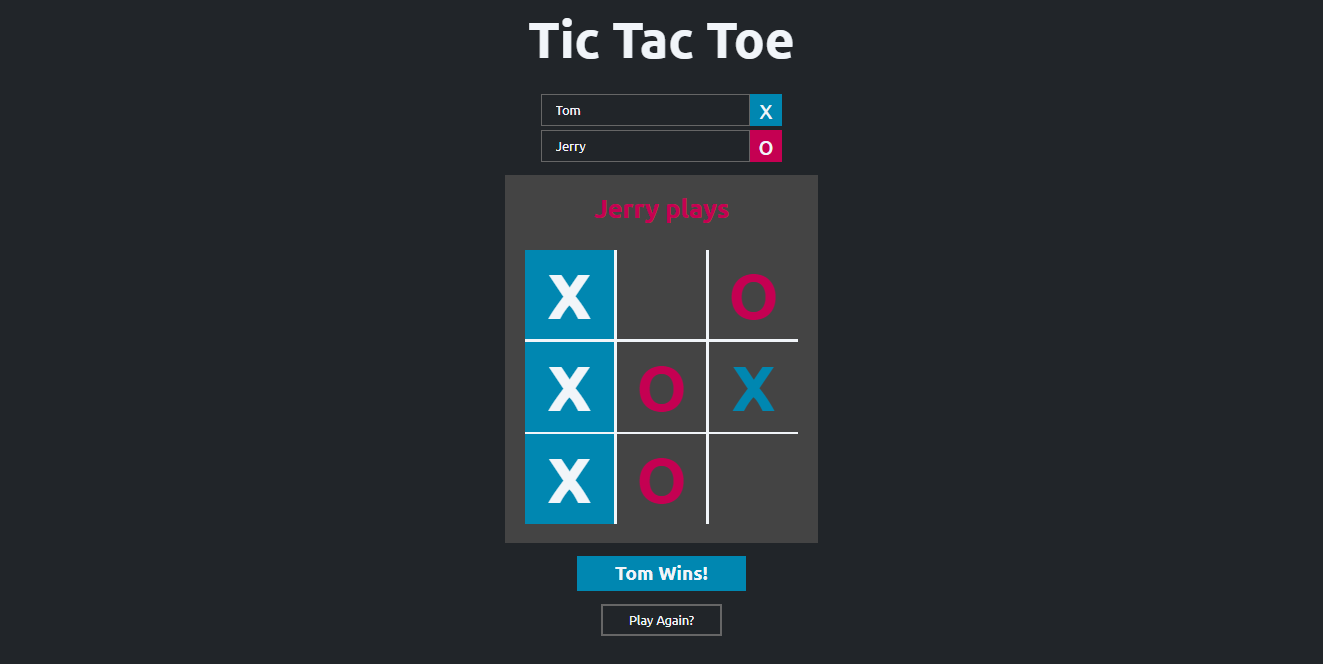 Tic Tac Toe
Tom X
Jerry O
Jerry plays
X O
X O X
X O
Tom Wins!
Play Again?